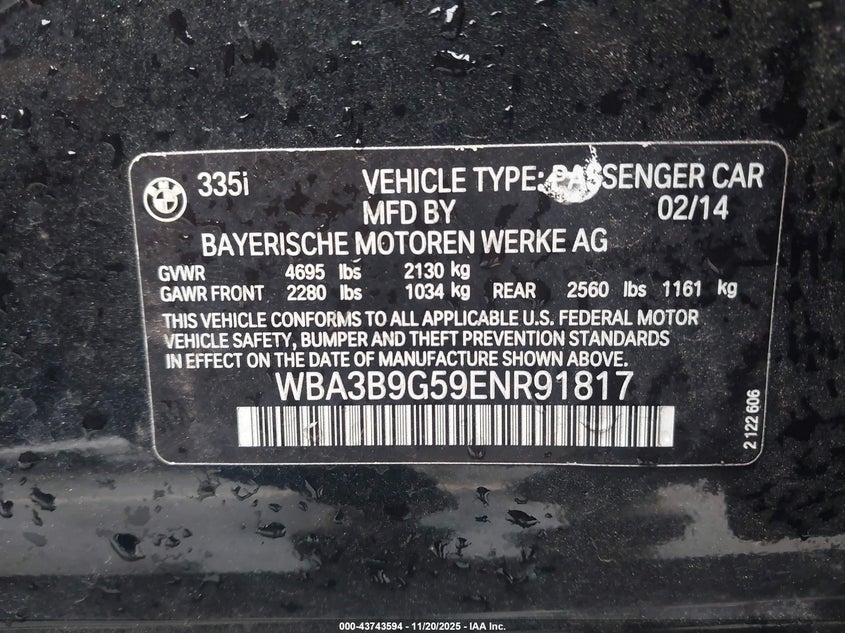 BMW 335i VEHICLE TYPE: PASSENGER CAR
MFD BY 02/14
BAYERISCHE MOTOREN WERKE AG
GVWR 4695 lbs 2130 kg
GAWR FRONT 2280 lbs 1034 kg REAR 2560 lbs 1161 kg
THIS VEHICLE CONFORMS TO ALL APPLICABLE U.S. FEDERAL MOTOR
VEHICLE SAFETY, BUMPER AND THEFT PREVENTION STANDARDS
IN EFFECT ON THE DATE OF MANUFACTURE SHOWN ABOVE.
WBA3B9G59ENR91817
2 122 606
000-43743594 - 11/20/2025 - IAA Inc.